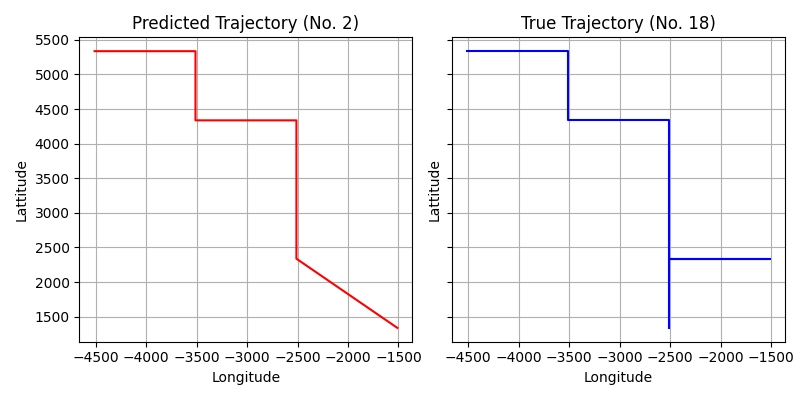 Predicted Trajectory (No. 2)
True Trajectory (No. 18)
5500
5000
4500
4000
3500
3000
2500
2000
1500
Lattitude
Lattitude
−4500 −4000 −3500 −3000 −2500 −2000 −1500
−4500 −4000 −3500 −3000 −2500 −2000 −1500
Longitude
Longitude